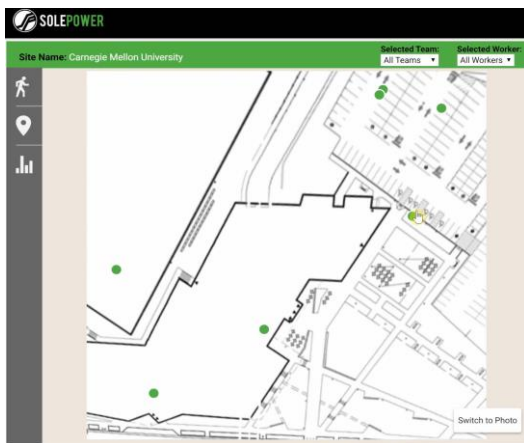 SOLEPOWER
Site Name: Carnegie Mellon University
Selected Team:
All Teams
Selected Worker:
All Workers
Switch to Photo